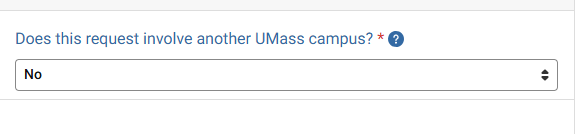 Does this request involve another UMass campus? * ?
No